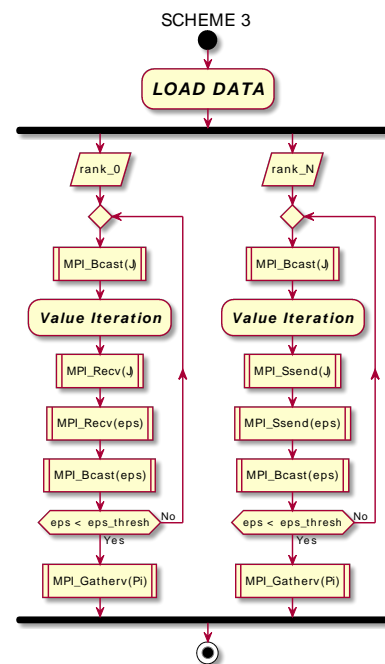 SCHEME 3
LOAD DATA
rank_0
MPI_Bcast(J)
Value Iteration
MPI_Recv(J)
MPI_Recv(eps)
MPI_Bcast(eps)
eps < eps_thresh
No
Yes
MPI_Gatherv(Pi)
rank_N
MPI_Bcast(J)
Value Iteration
MPI_Ssend(J)
MPI_Ssend(eps)
MPI_Bcast(eps)
eps < eps_thresh
No
Yes
MPI_Gatherv(Pi)